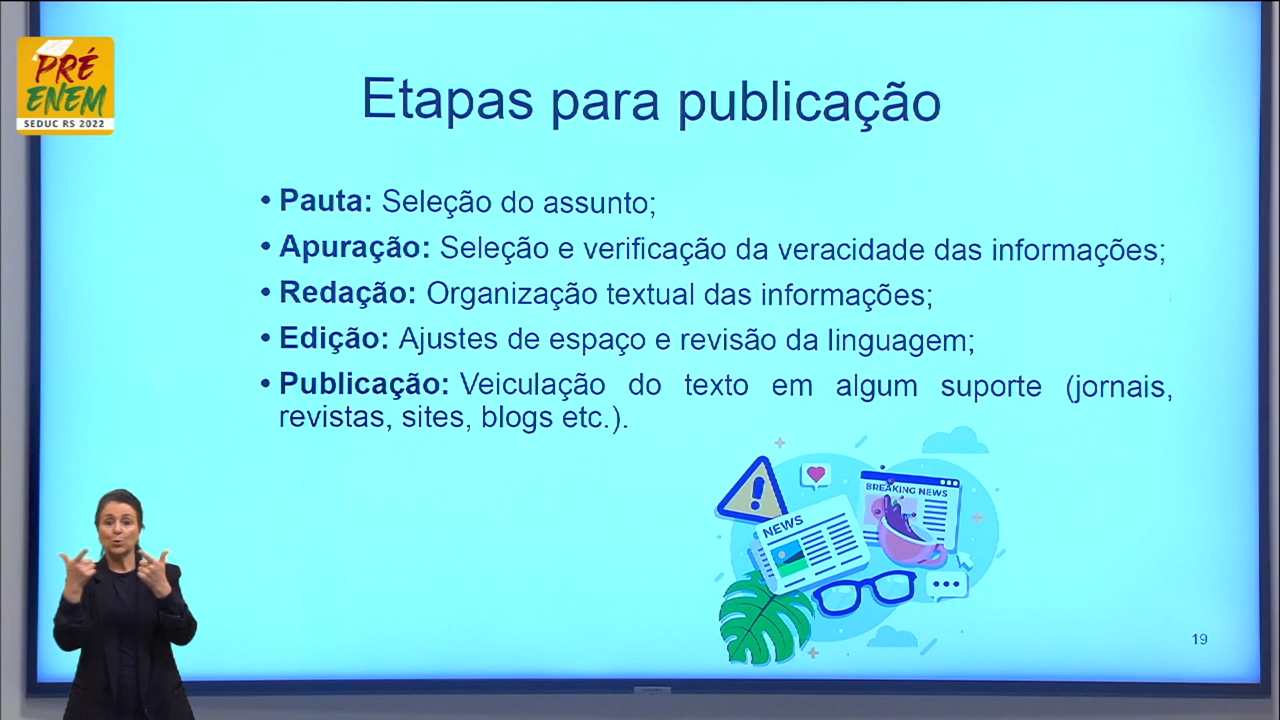 PRÉ
ENEM
SEDUC RS 2022
Etapas para publicação
• Pauta: Seleção do assunto;
• Apuração: Seleção e verificação da veracidade das informações;
• Redação: Organização textual das informações;
• Edição: Ajustes de espaço e revisão da linguagem;
• Publicação: Veiculação do texto em algum suporte (jornais,
revistas, sites, blogs etc.).
BREAKING NEWS
NEWS
19